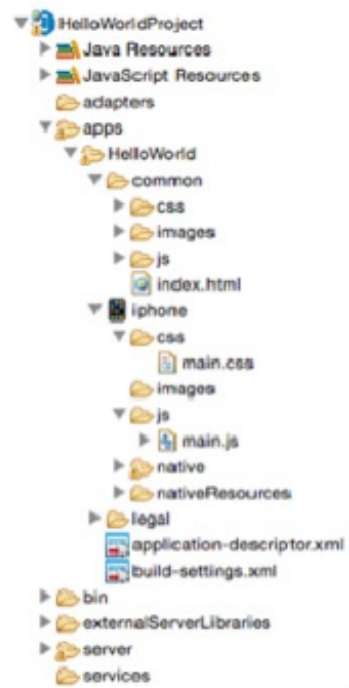 HelloWorldProject
Java Resources
JavaScript Resources
adapters
apps
HelloWorld
common
css
images
js
index.html
iphone
css
main.css
images
js
main.js
native
nativeResources
legal
application-descriptor.xml
build-settings.xml
bin
externalServerLibraries
server
services